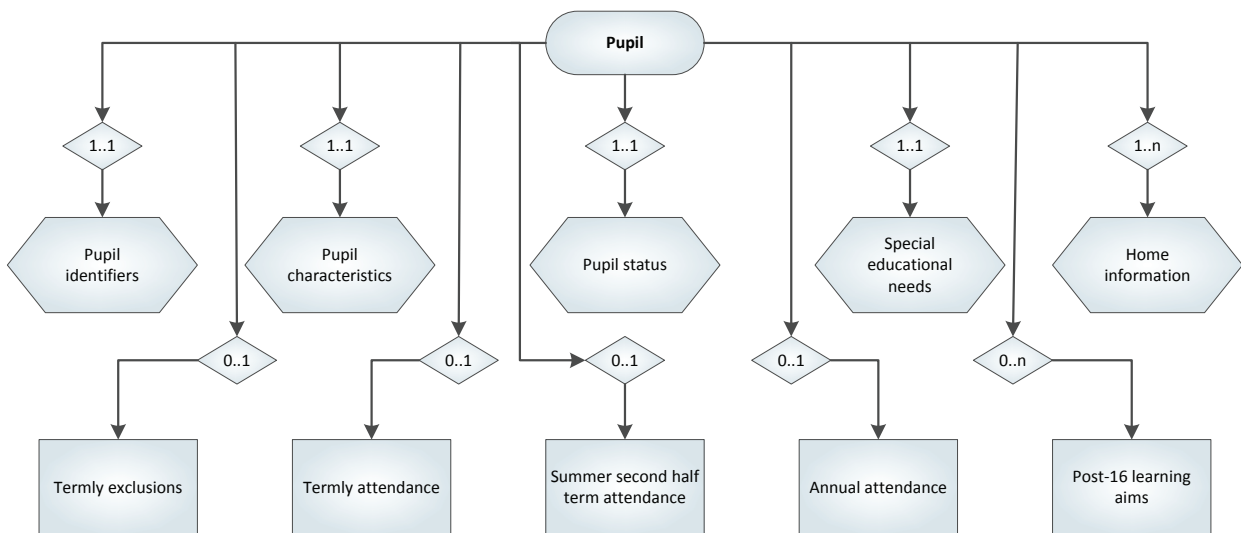 Pupil
1..1
1..1
1..1
1..1
1..n
Pupil
identifiers
Pupil
characteristics
Pupil status
Special
educational
needs
Home
information
0..1
0..1
0..1
0..1
0..n
Termly exclusions
Termly attendance
Summer second half
term attendance
Annual attendance
Post-16 learning
aims